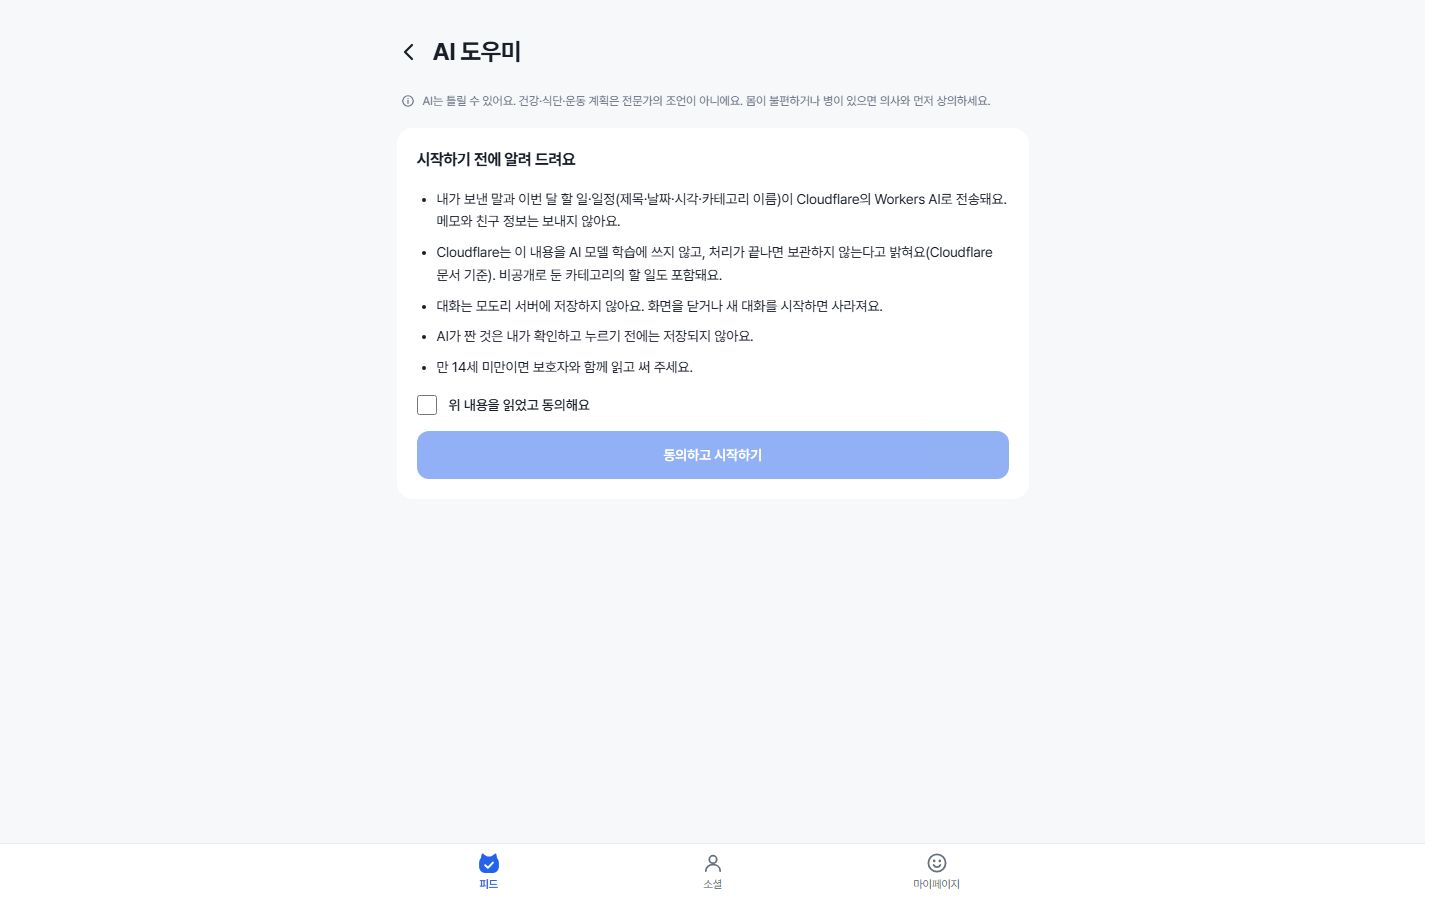 AI 도우미
AI는 틀릴 수 있어요. 건강·식단·운동 계획은 전문가의 조언이 아니에요. 몸이 불편하거나 병이 있으면 의사와 먼저 상의하세요.
시작하기 전에 알려 드려요
내가 보낸 말과 이번 달 할 일·일정(제목·날짜·시각·카테고리 이름)이 Cloudflare의 Workers AI로 전송돼요.
메모와 친구 정보는 보내지 않아요.
Cloudflare는 이 내용을 AI 모델 학습에 쓰지 않고, 처리가 끝나면 보관하지 않는다고 밝혀요(Cloudflare
문서 기준). 비공개로 둔 카테고리의 할 일도 포함돼요.
대화는 모도리 서버에 저장하지 않아요. 화면을 닫거나 새 대화를 시작하면 사라져요.
AI가 짠 것은 내가 확인하고 누르기 전에는 저장되지 않아요.
만 14세 미만이면 보호자와 함께 읽고 써 주세요.
위 내용을 읽었고 동의해요
동의하고 시작하기
피드
소셜
마이페이지